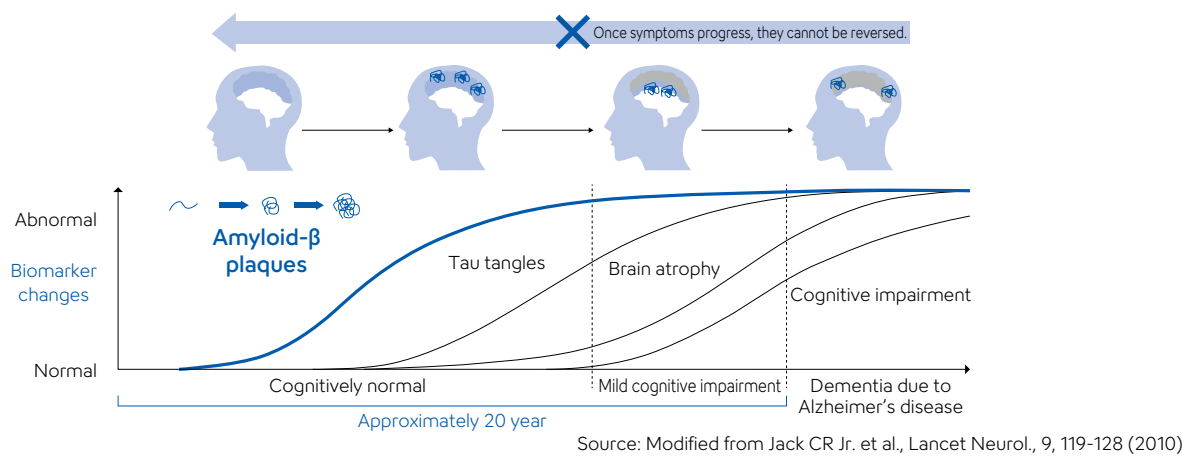 Once symptoms progress, they cannot be reversed.
Abnormal
Biomarker
changes
Normal
Amyloid-β
plaques
Tau tangles
Brain atrophy
Cognitive impairment
Cognitively normal
Mild cognitive impairment
Dementia due to
Alzheimer's disease
Approximately 20 year
Source: Modified from Jack CR Jr. et al., Lancet Neurol., 9, 119-128 (2010)